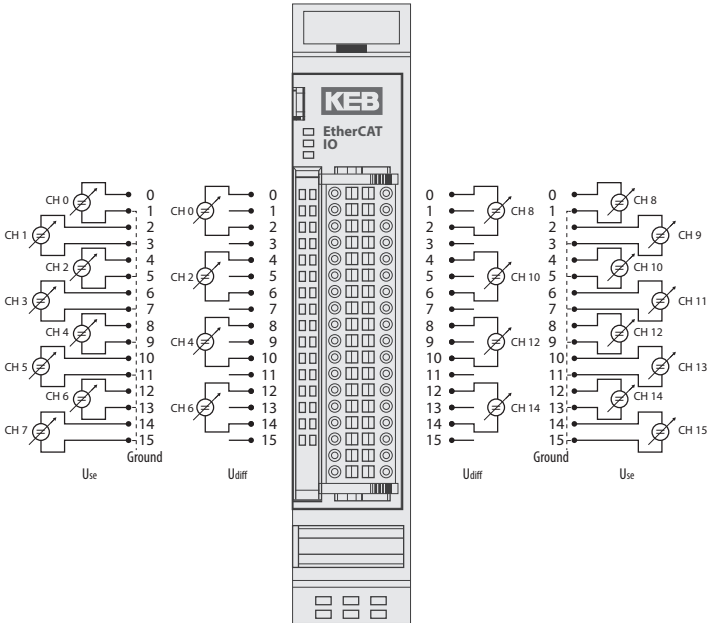 KEB
EtherCAT
IO
CH 0
CH 1
CH 2
CH 3
CH 4
CH 5
CH 6
CH 7
0
1
2
3
4
5
6
7
8
9
10
11
12
13
14
15
Ground
Use
CH 0
CH 2
CH 4
CH 6
0
1
2
3
4
5
6
7
8
9
10
11
12
13
14
15
Udiff
0
1
2
3
4
5
6
7
8
9
10
11
12
13
14
15
CH 8
CH 10
CH 12
CH 14
Udiff
0
1
2
3
4
5
6
7
8
9
10
11
12
13
14
15
Ground
CH 8
CH 9
CH 10
CH 11
CH 12
CH 13
CH 14
CH 15
Use